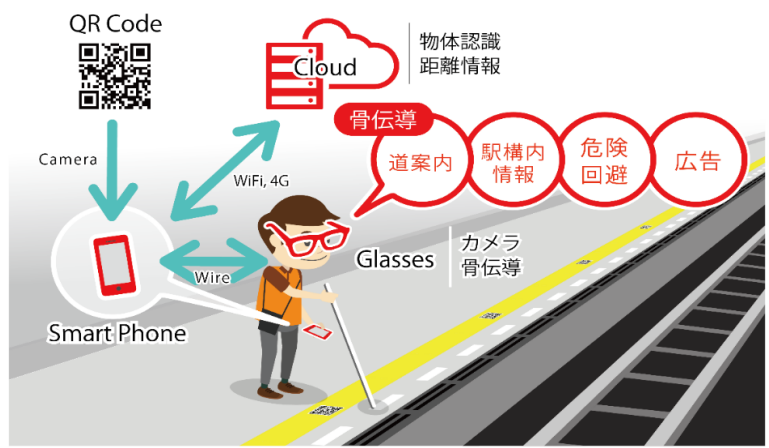 QR Code
Cloud
物体認識
距離情報
骨伝導
道案内
駅構内
情報
危険
回避
広告
Camera
WiFi, 4G
Wire
Glasses
カメラ
骨伝導
Smart Phone